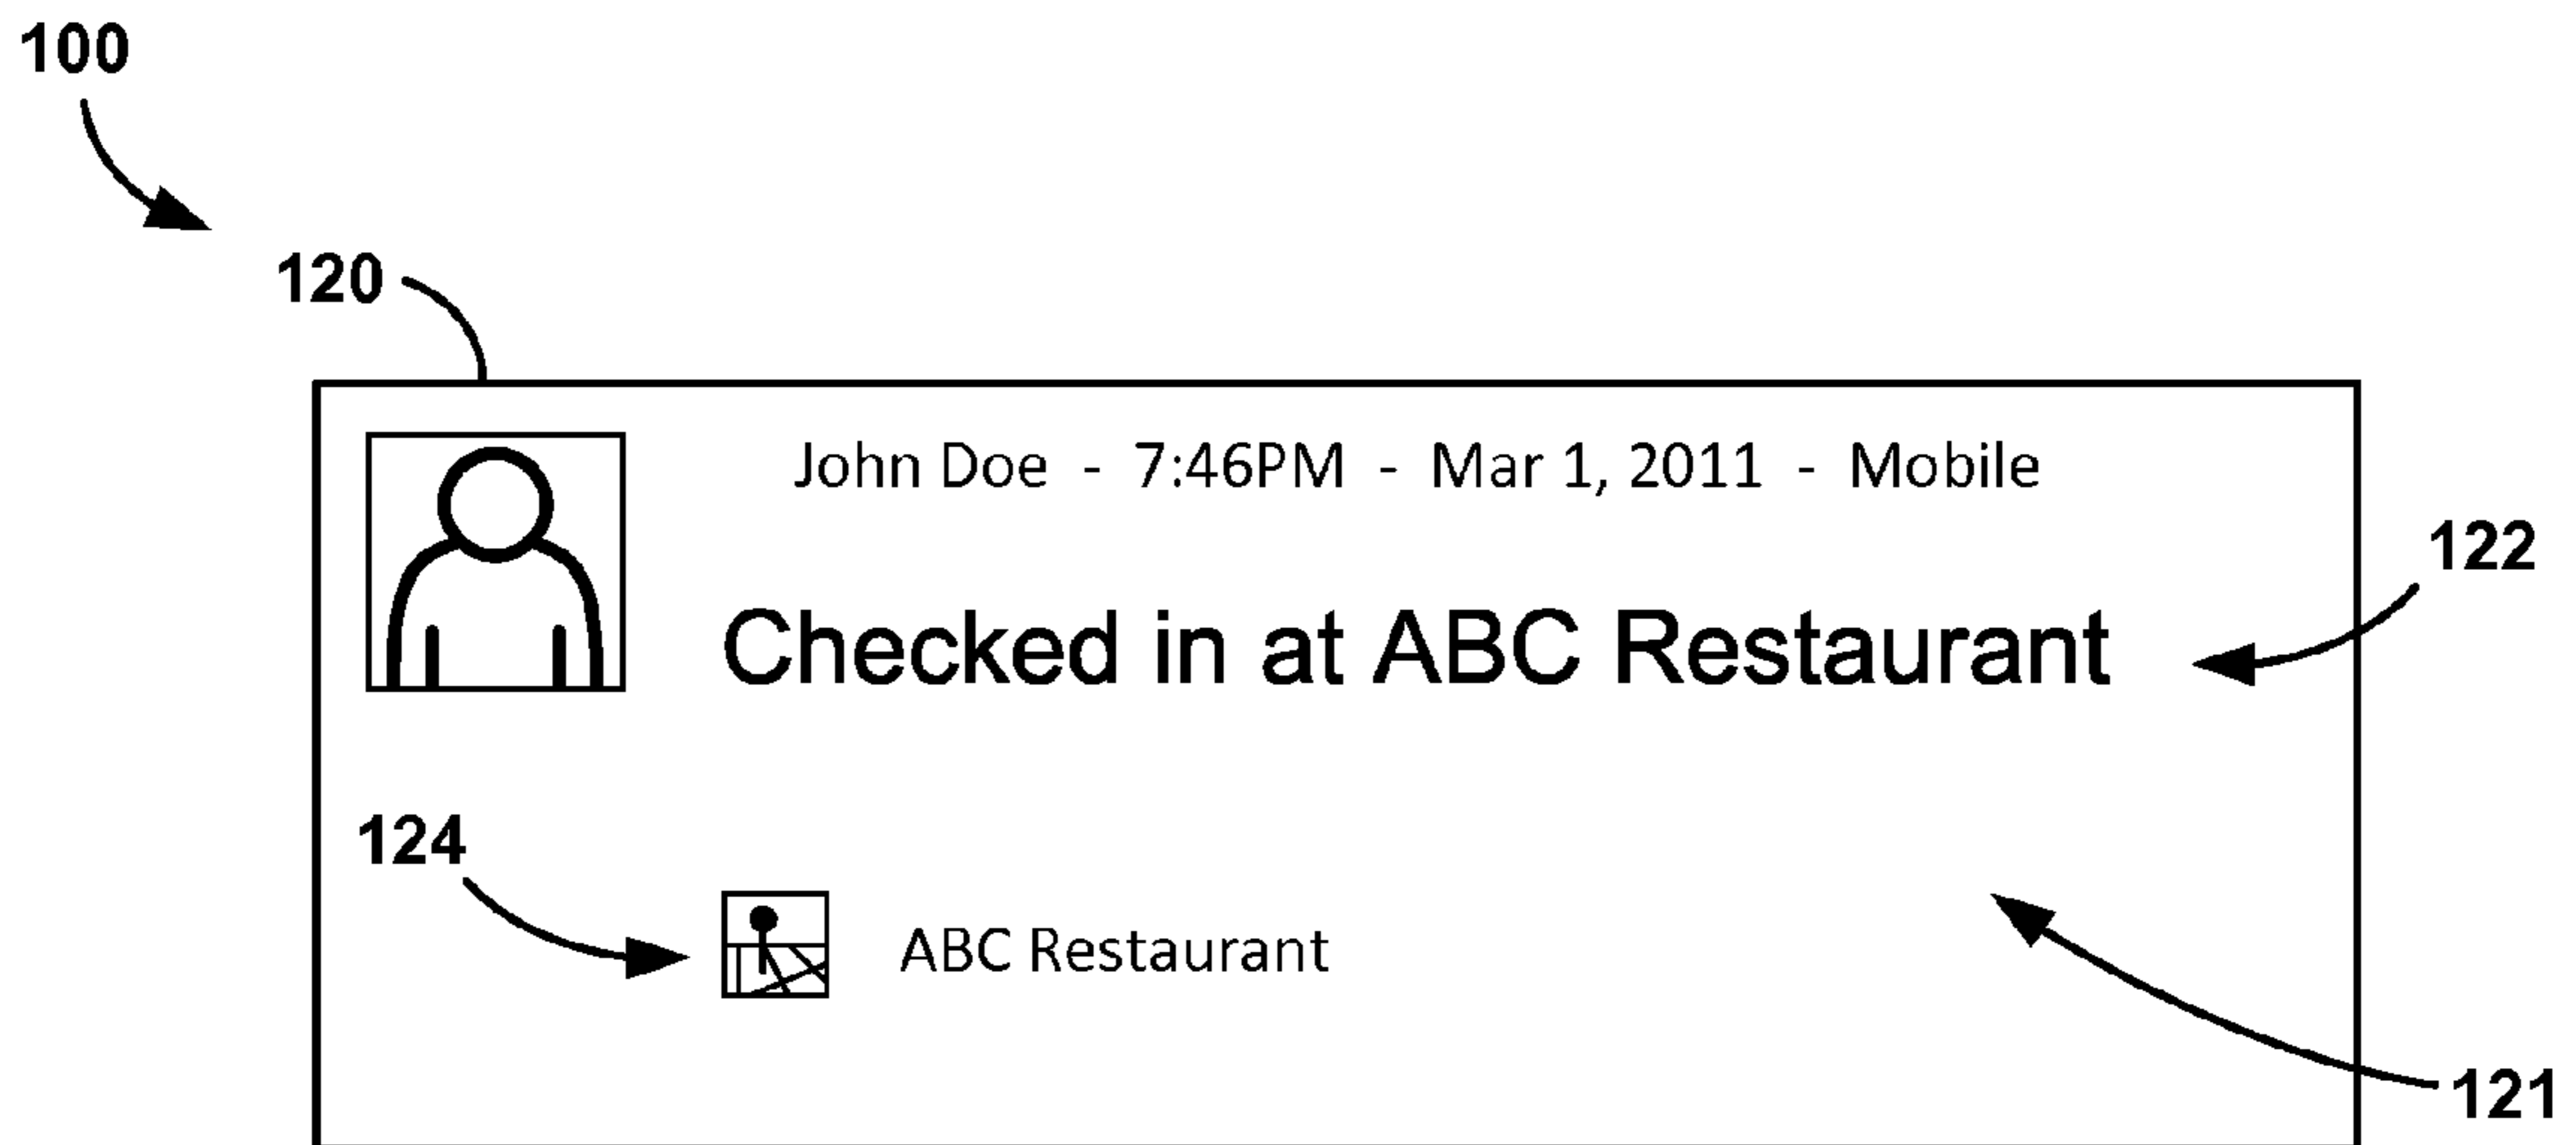 100
120
John Doe - 7:46PM - Mar 1, 2011 - Mobile
122
Checked in at ABC Restaurant
124
ABC Restaurant
121